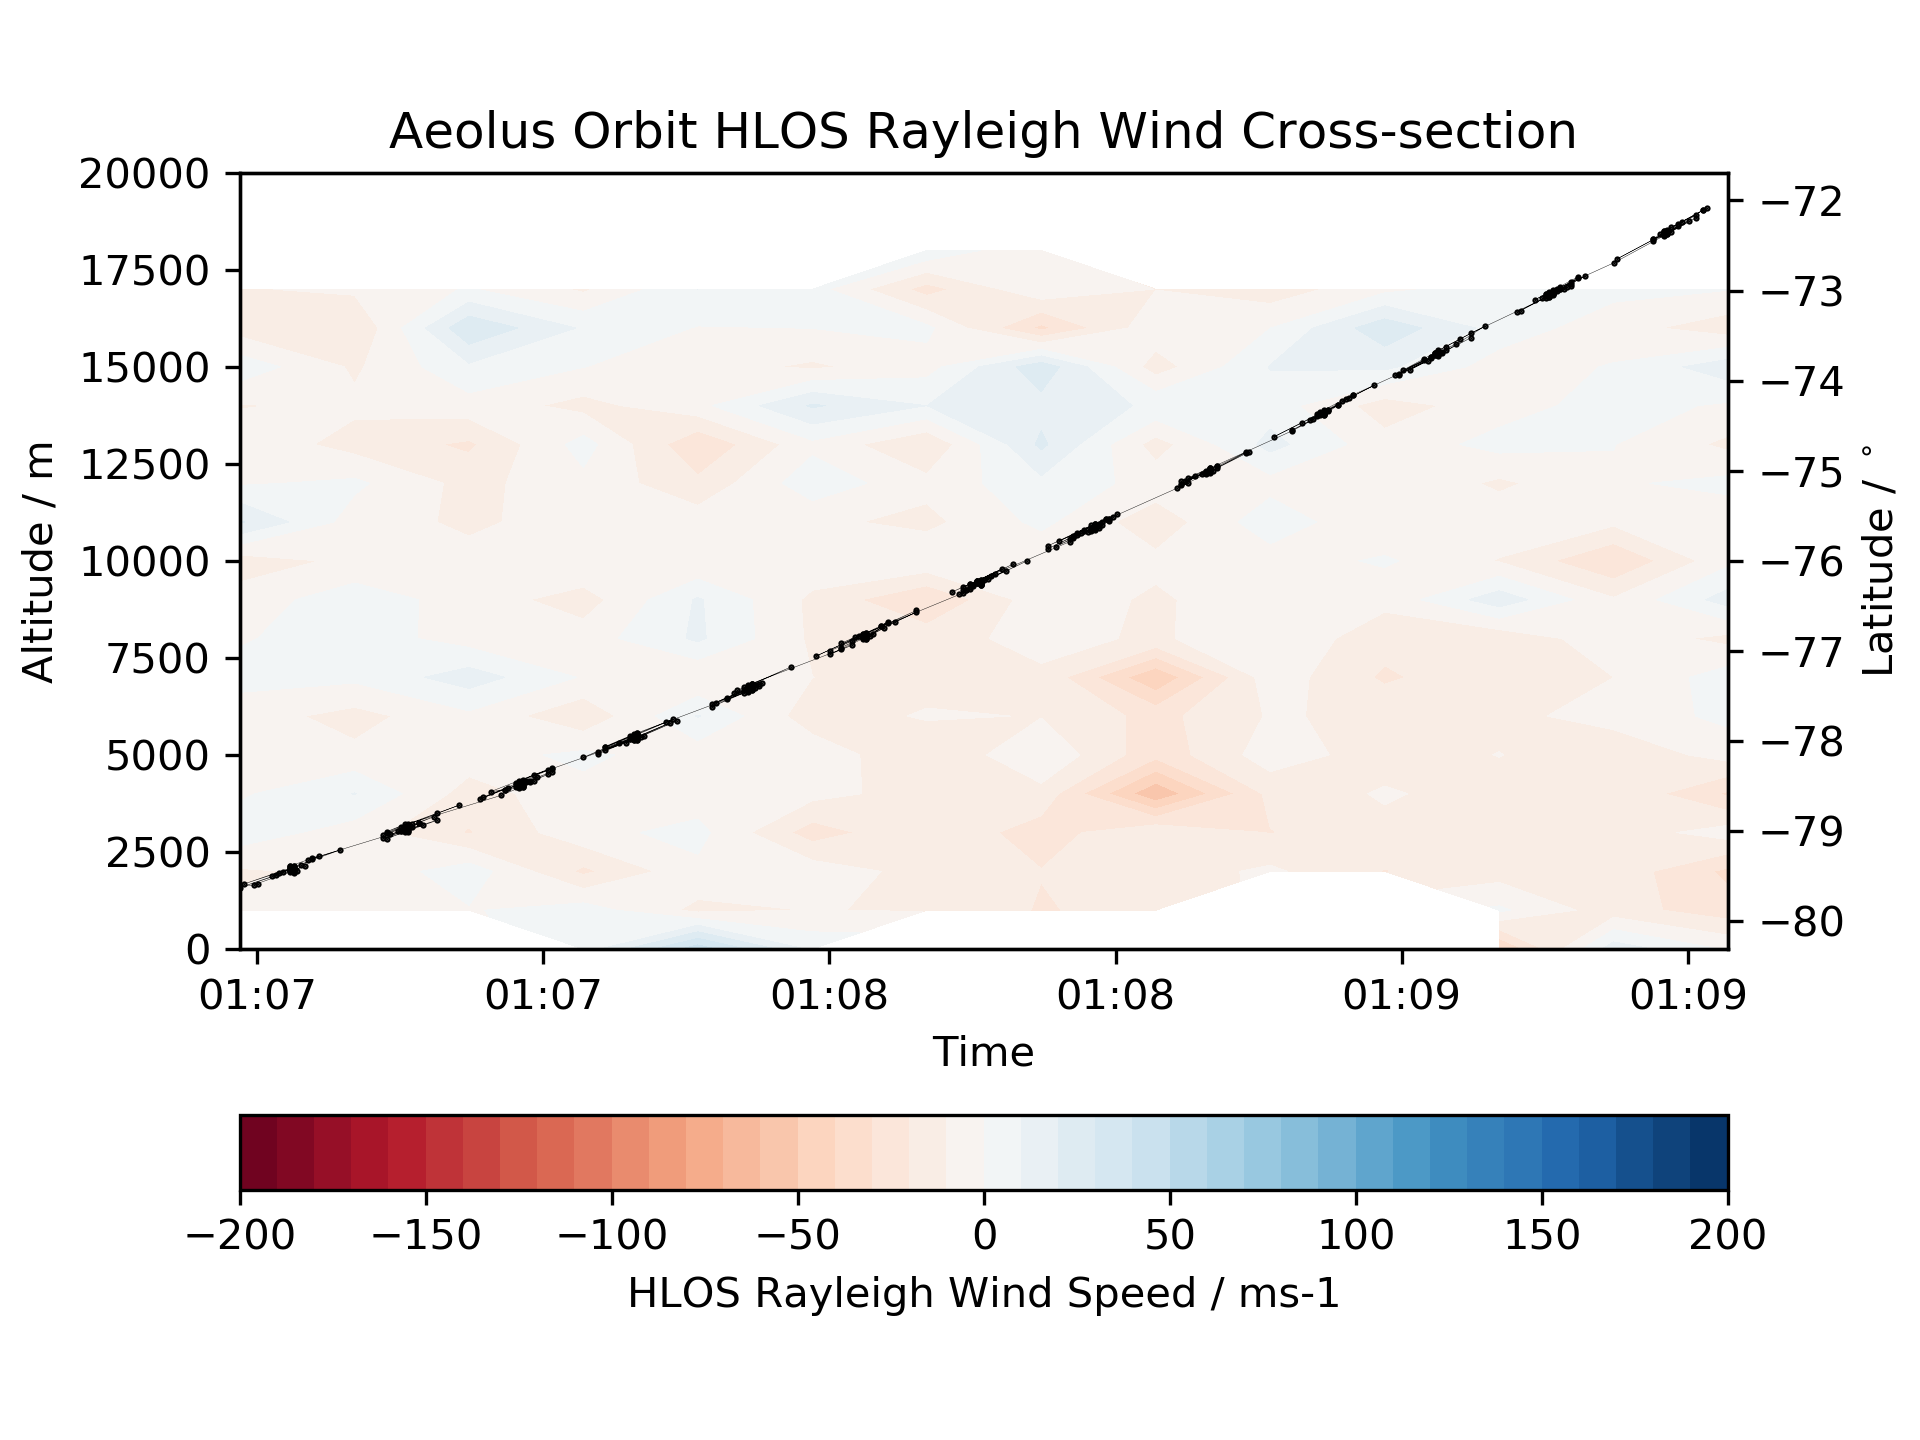 Aeolus Orbit HLOS Rayleigh Wind Cross-section
20000
17500
15000
12500
10000
7500
5000
2500
0
Altitude / m
−72
−73
−74
−75
−76
−77
−78
−79
−80
Latitude / °
01:07 01:07 01:08 01:08 01:09 01:09
Time
−200 −150 −100 −50 0 50 100 150 200
HLOS Rayleigh Wind Speed / ms-1